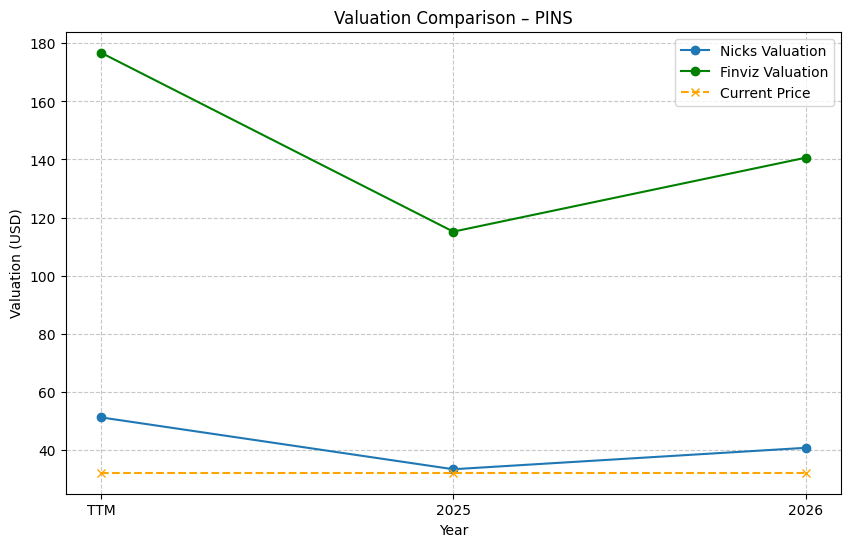 Valuation Comparison – PINS
Nicks Valuation
Finviz Valuation
Current Price
Valuation (USD)
180
160
140
120
100
80
60
40
TTM
2025
2026
Year